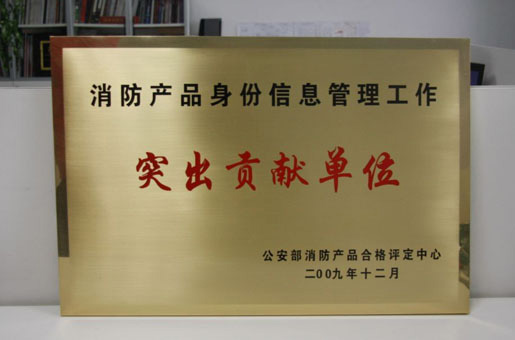 消防产品身份信息管理工作
突出贡献单位
公安部消防产品合格评定中心
二00九年十二月